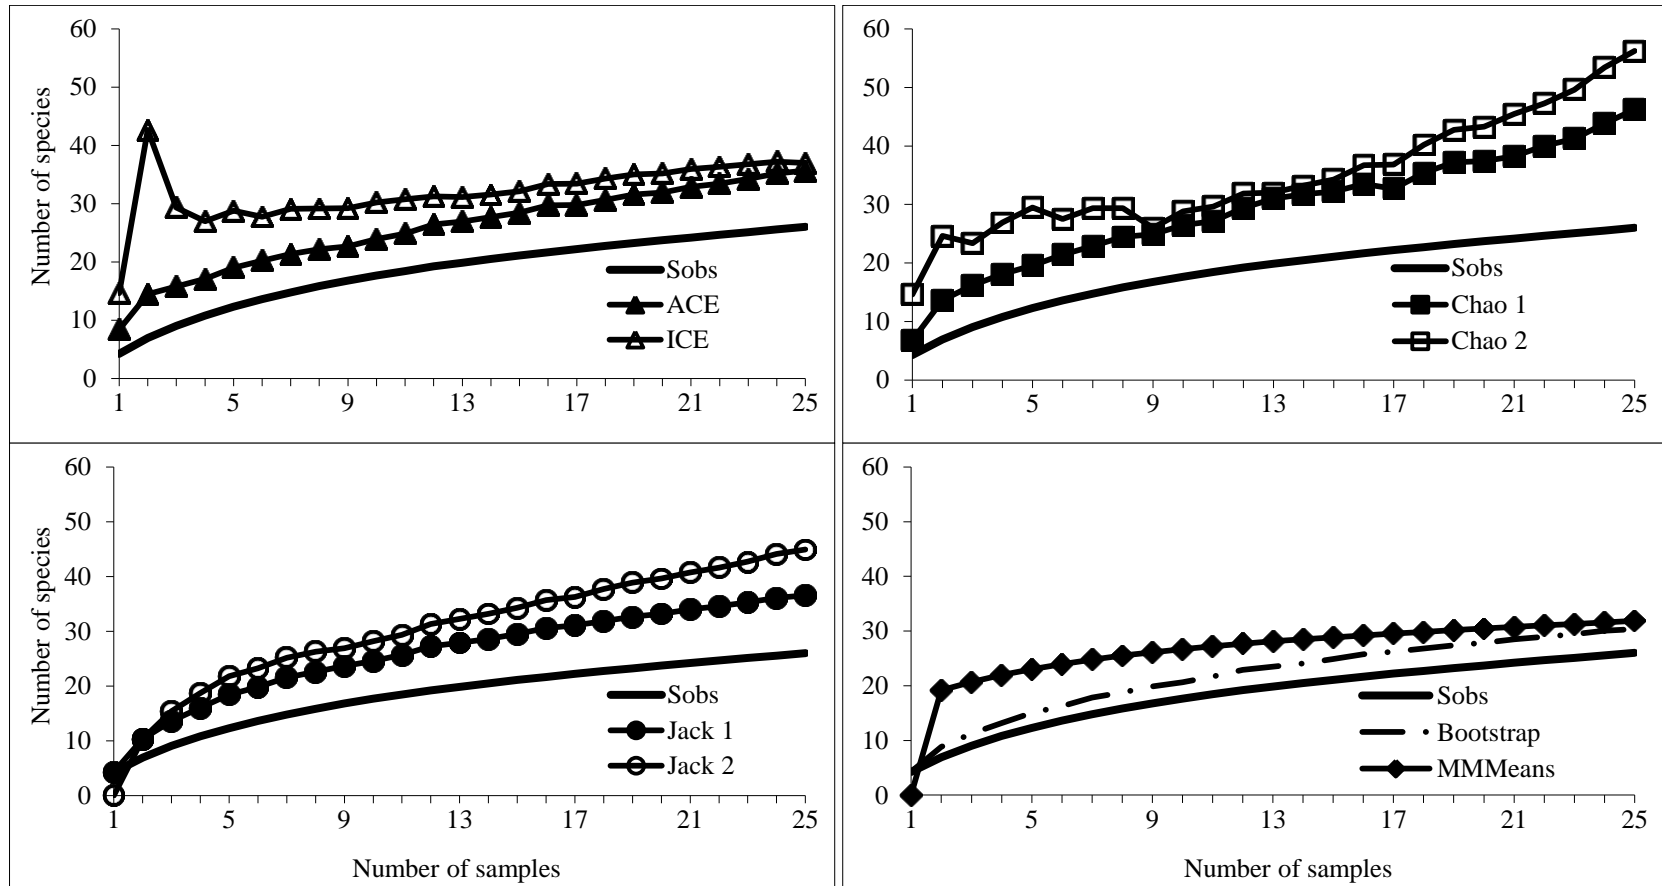 Number of species
60
50
40
30
20
10
0
1 5 9 13 17 21 25
Sobs
ACE
ICE
60
50
40
30
20
10
0
1 5 9 13 17 21 25
Sobs
Chao 1
Chao 2
Number of species
60
50
40
30
20
10
0
1 5 9 13 17 21 25
Sobs
Jack 1
Jack 2
Number of samples
60
50
40
30
20
10
0
1 5 9 13 17 21 25
Sobs
Bootstrap
MMMeans
Number of samples